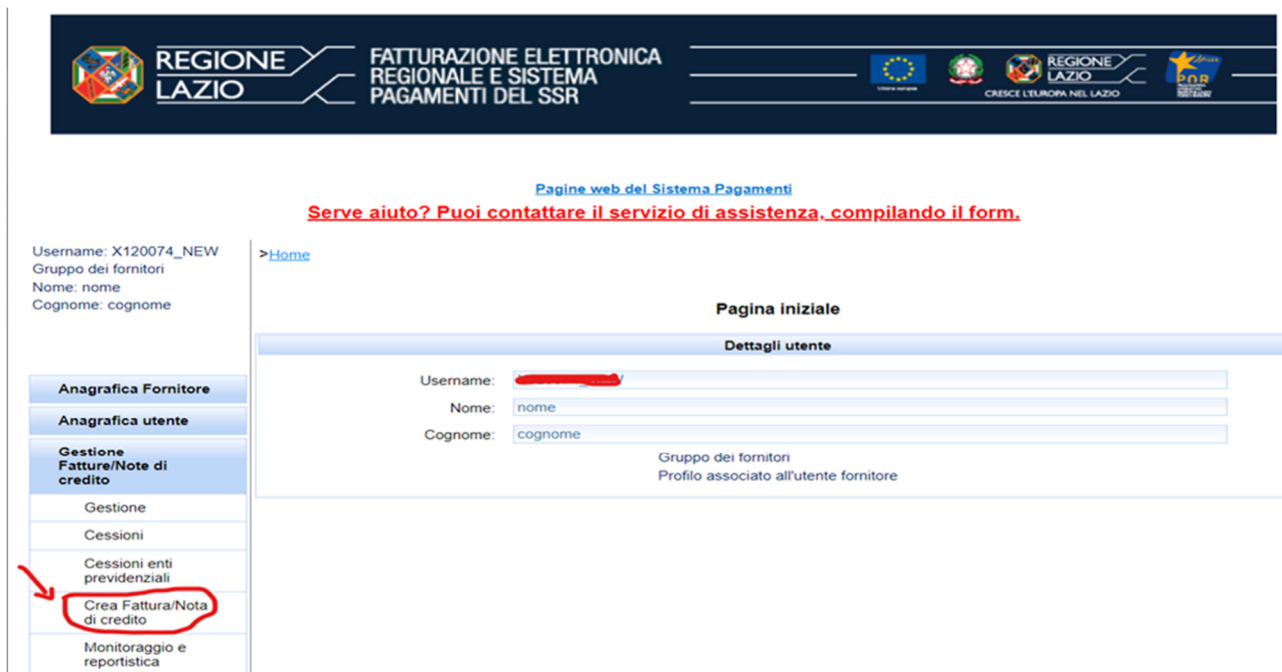 REGIONE
LAZIO
FATTURAZIONE ELETTRONICA
REGIONALE E SISTEMA
PAGAMENTI DEL SSR
Unione europea
REGIONE
LAZIO
CRESCE L'EUROPA NEL LAZIO
POR
Pagine web del Sistema Pagamenti
Serve aiuto? Puoi contattare il servizio di assistenza, compilando il form.
Username: X120074_NEW
Gruppo dei fornitori
Nome: nome
Cognome: cognome
>Home
Pagina iniziale
Dettagli utente
Username:
Nome: nome
Cognome: cognome
Gruppo dei fornitori
Profilo associato all'utente fornitore
Anagrafica Fornitore
Anagrafica utente
Gestione
Fatture/Note di
credito
Gestione
Cessioni
Cessioni enti
previdenziali
Crea Fattura/Nota
di credito
Monitoraggio e
reportistica